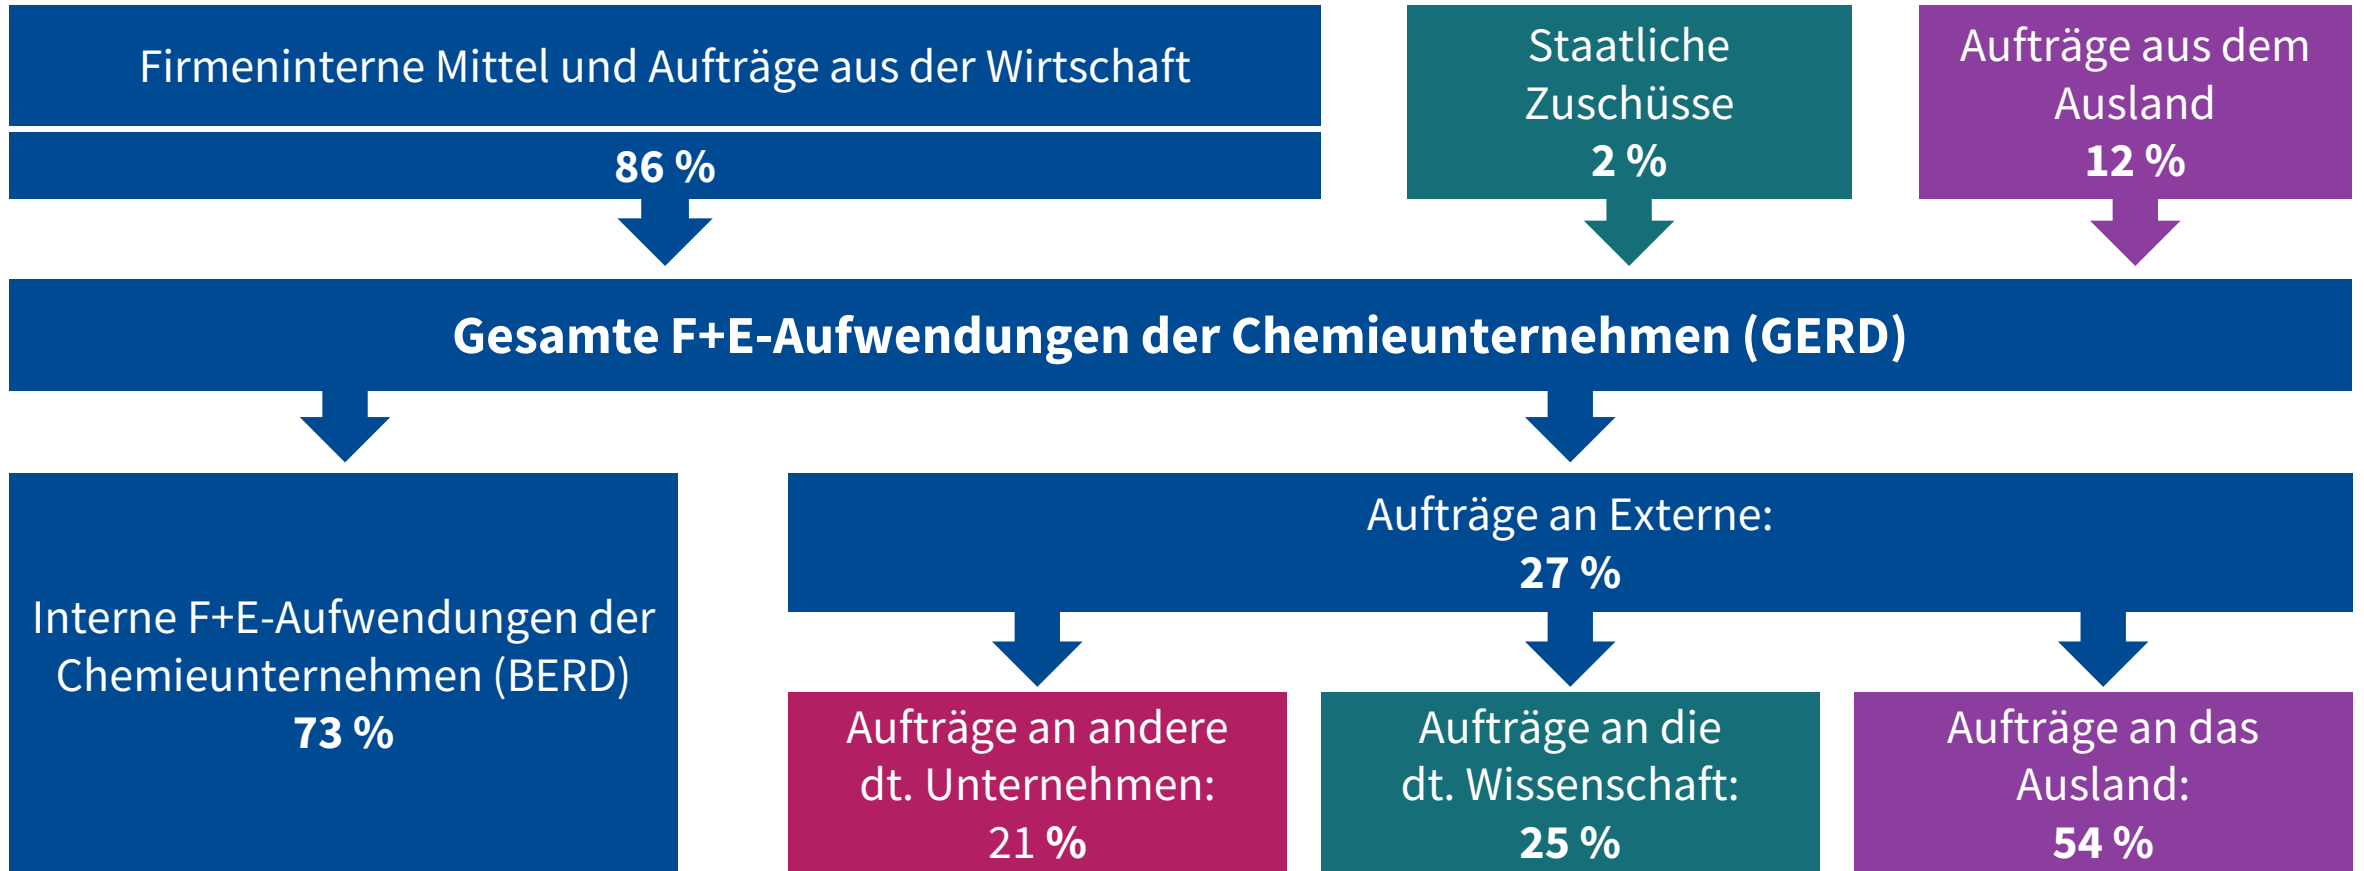 Firmeninterne Mittel und Aufträge aus der Wirtschaft
86 %
Staatliche
Zuschüsse
2 %
Aufträge aus dem
Ausland
12 %
Gesamte F+E-Aufwendungen der Chemieunternehmen (GERD)
Interne F+E-Aufwendungen der
Chemieunternehmen (BERD)
73 %
Aufträge an Externe:
27 %
Aufträge an andere
dt. Unternehmen:
21 %
Aufträge an die
dt. Wissenschaft:
25 %
Aufträge an das
Ausland:
54 %